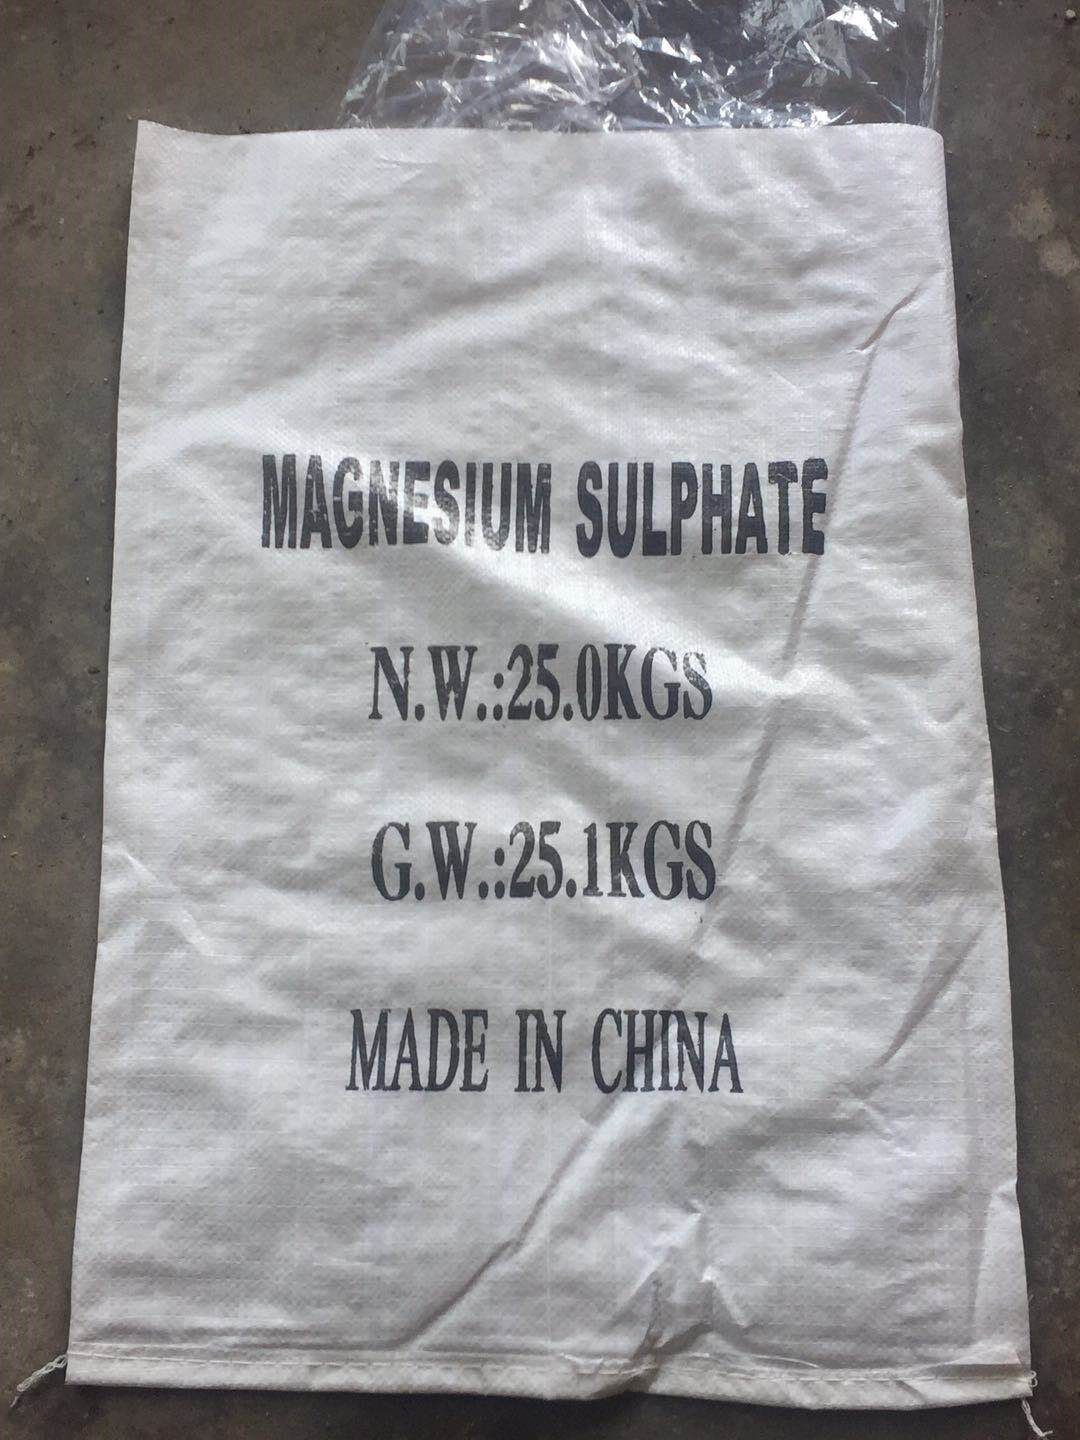 MAGNESIUM SULPHATE
N.W.:25.0KGS
G.W.:25.1KGS
MADE IN CHINA